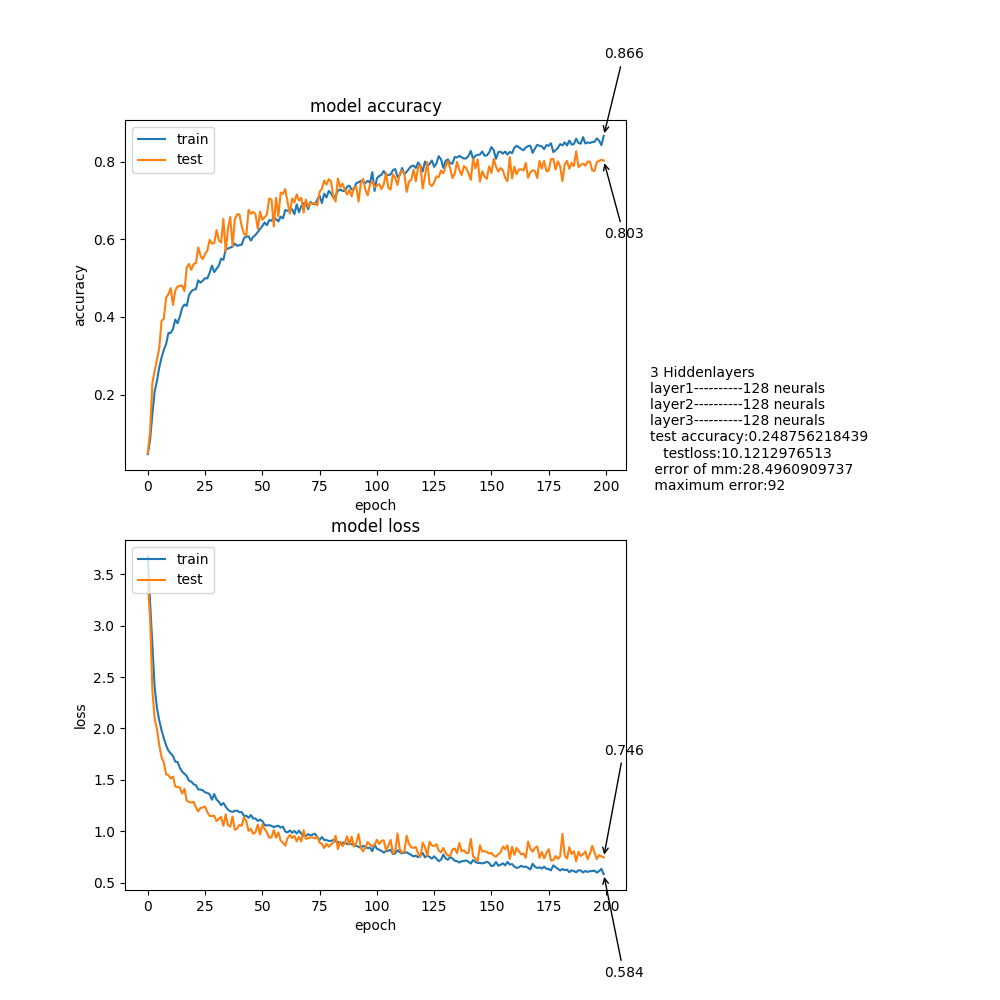 0.866
model accuracy
train
test
0.8
0.6
0.4
0.2
accuracy
0.803
0
25
50
75
100
125
150
175
200
epoch
3 Hiddenlayers
layer1----------128 neurals
layer2----------128 neurals
layer3----------128 neurals
test accuracy:0.248756218439
testloss:10.1212976513
error of mm:28.4960909737
maximum error:92
model loss
train
test
3.5
3.0
2.5
2.0
1.5
1.0
0.5
loss
0.746
0
25
50
75
100
125
150
175
200
epoch
0.584